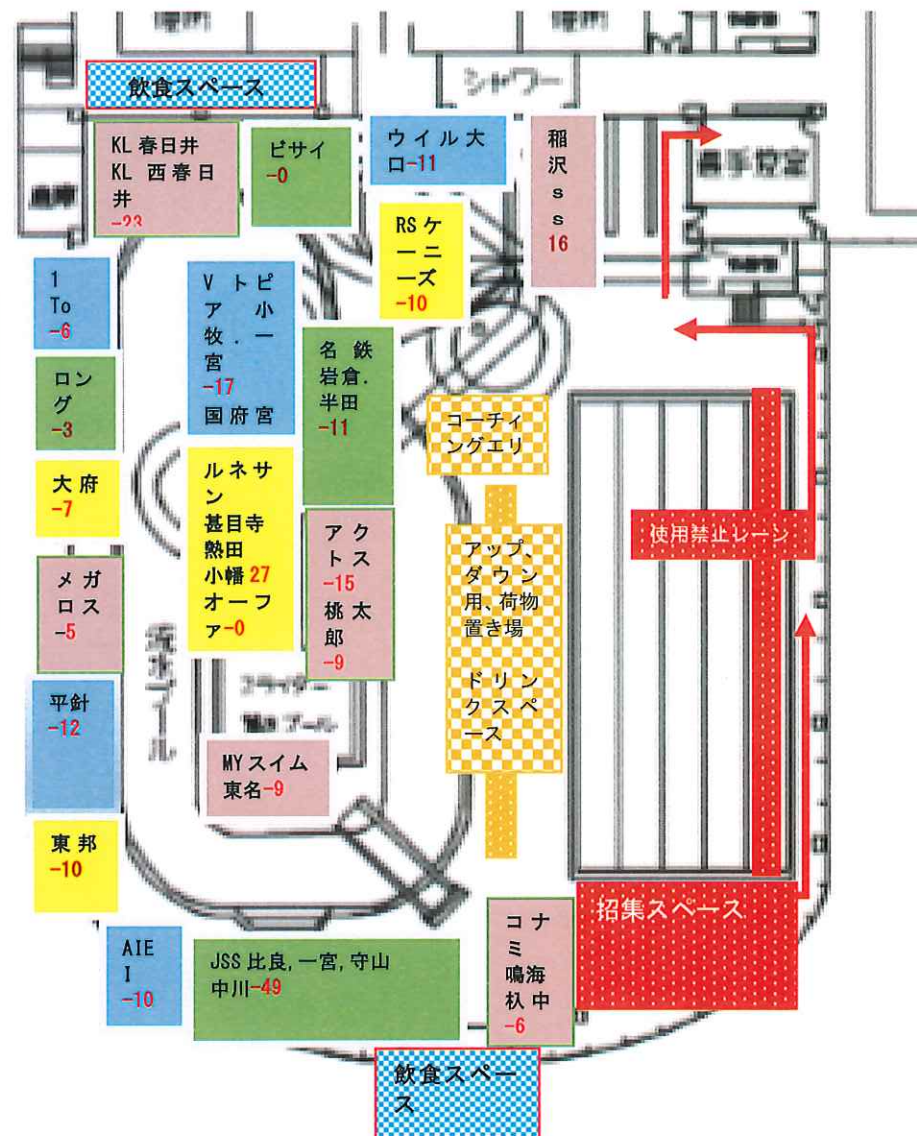 シャワー
飲食スペース
KL 春日井
KL 西春日
井
-23
ピサイ
-0
ウイル大
口-11
稲
沢
s
s
16
RS ケ
ーニ
ーズ
-10
1
To
-6
V トピ
ア 小
牧.一
宮
-17
国府宮
名 鉄
岩倉.
半田
-11
ロン
グ
-3
コーティ
ングエリ
大府
-7
ルネサ
ン
甚目寺
熱田
小幡 27
オーフ
ァ-0
アク
トス
-15
桃太
郎
-9
アップ、
ダウン
用、荷物
置き場
ドリン
クスペ
ース
使用禁止レーン
メガ
ロス
-5
平針
-12
MY スイム
東名-9
東邦
-10
招集スペース
AIE
I
-10
JSS 比良, 一宮, 守山
中川-49
コナ
ミ
鳴海
杁中
-6
飲食スペー
ス